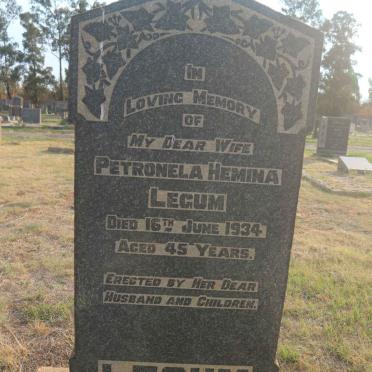 IN
LOVING MEMORY
OF
MY DEAR WIFE
PETRONELA HEMINA
LEGUM
DIED 16TH JUNE 1934.
AGED 45 YEARS.
ERECTED BY HER DEAR
HUSBAND AND CHILDREN.
LEGUM